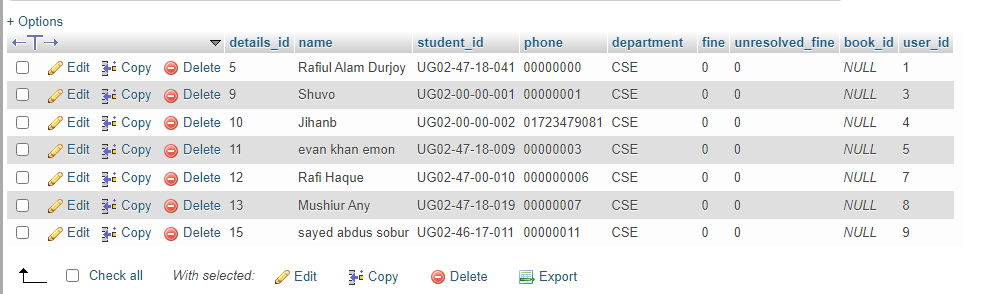 + Options
details_id name student_id phone department fine unresolved_fine book_id user_id
Edit Copy Delete 5 Rafiul Alam Durjoy UG02-47-18-041 00000000 CSE 0 0 NULL 1
Edit Copy Delete 9 Shuvo UG02-00-00-001 00000001 CSE 0 0 NULL 3
Edit Copy Delete 10 Jihanb UG02-00-00-002 01723479081 CSE 0 0 NULL 4
Edit Copy Delete 11 evan khan emon UG02-47-18-009 00000003 CSE 0 0 NULL 5
Edit Copy Delete 12 Rafi Haque UG02-47-00-010 000000006 CSE 0 0 NULL 7
Edit Copy Delete 13 Mushiur Any UG02-47-18-019 00000007 CSE 0 0 NULL 8
Edit Copy Delete 15 sayed abdus sobur UG02-46-17-011 00000011 CSE 0 0 NULL 9
Check all With selected: Edit Copy Delete Export